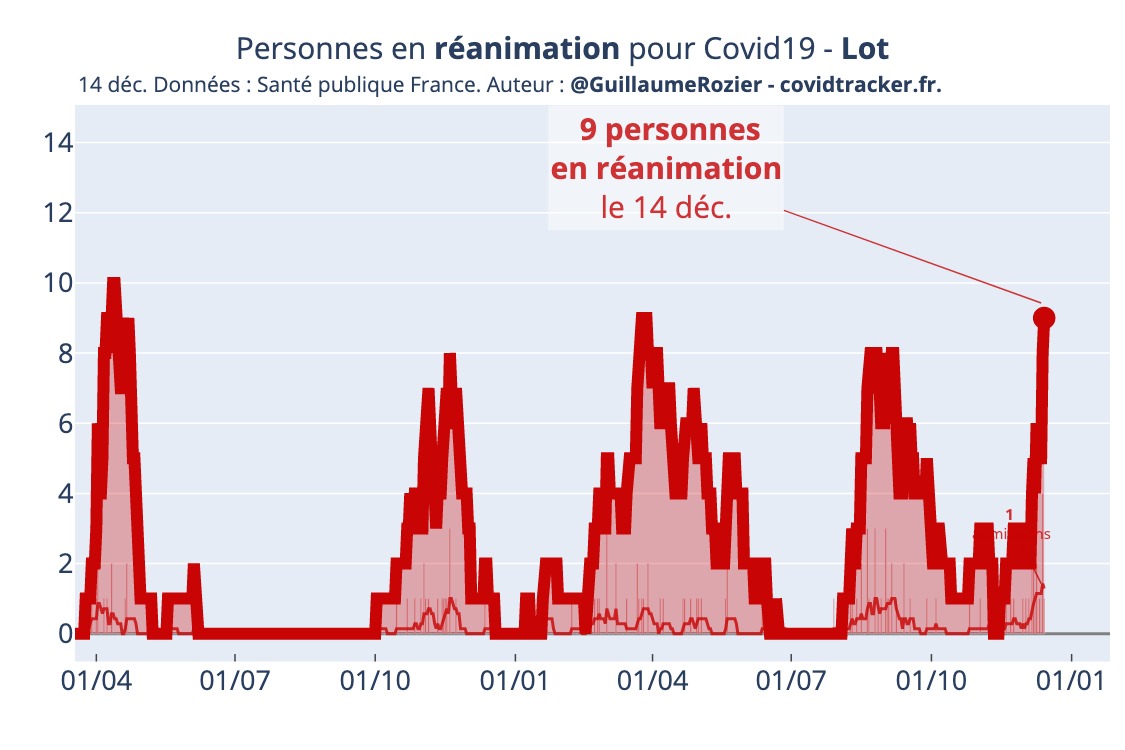 Personnes en réanimation pour Covid19 - Lot
14 déc. Données : Santé publique France. Auteur : @GuillaumeRozier - covidtracker.fr.
9 personnes
en réanimation
le 14 déc.
14
12
10
8
6
4
2
0
1
01/04 01/07 01/10 01/01 01/04 01/07 01/10 01/01